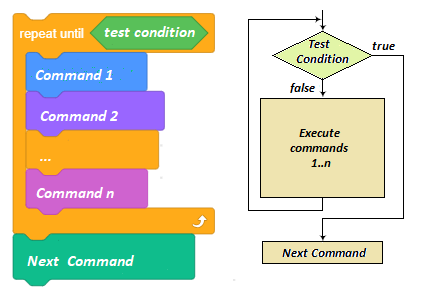 repeat until test condition
Command 1
Command 2
...
Command n
Next Command
Test
Condition
true
false
Execute
commands
1..n
Next Command